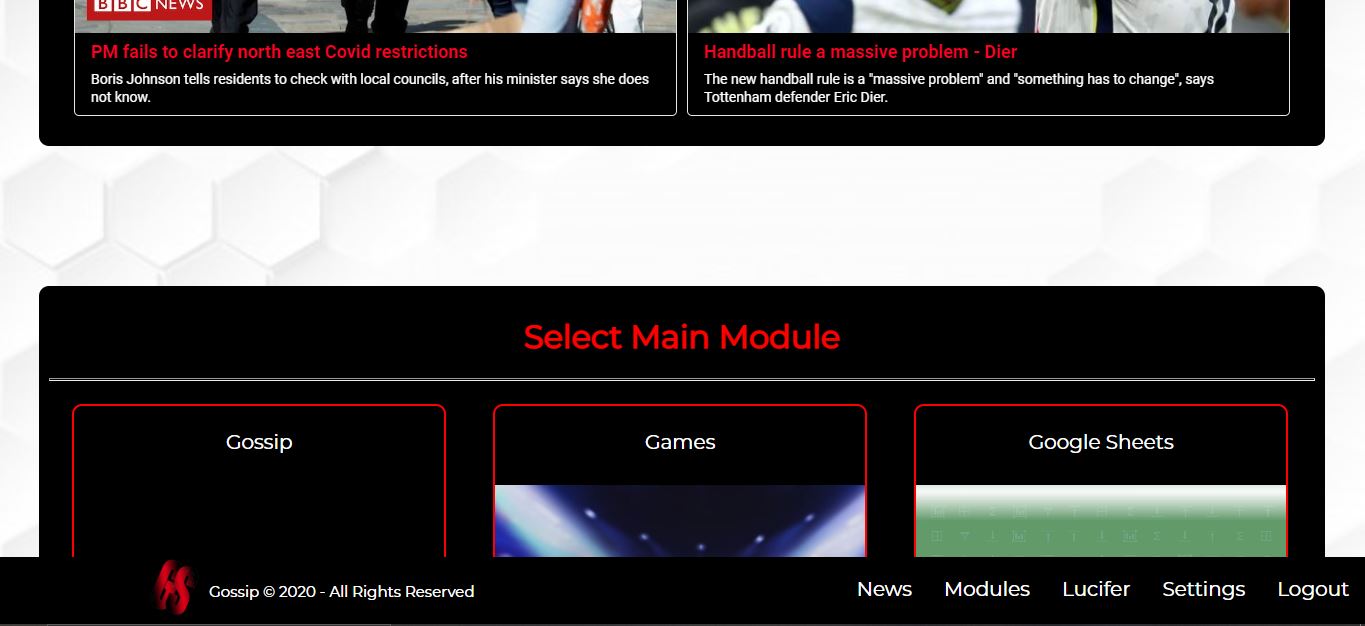 BBC NEWS
PM fails to clarify north east Covid restrictions
Boris Johnson tells residents to check with local councils, after his minister says she does
not know.
Handball rule a massive problem - Dier
The new handball rule is a "massive problem" and "something has to change", says
Tottenham defender Eric Dier.
Select Main Module
Gossip
Games
Google Sheets
Gossip © 2020 - All Rights Reserved
News
Modules
Lucifer
Settings
Logout